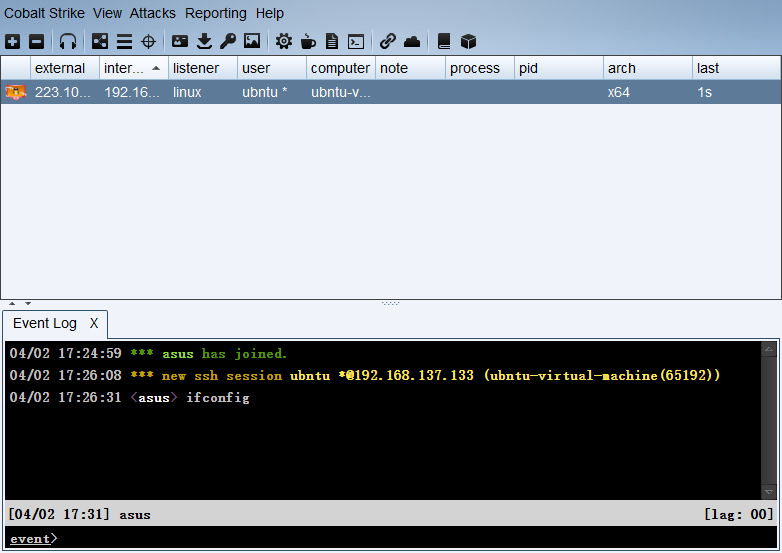 Cobalt Strike View Attacks Reporting Help
external inter... listener user computer note process pid arch last
223.10... 192.16... linux ubntu * ubntu-v... x64 1s
Event Log X
04/02 17:24:59 *** asus has joined.
04/02 17:26:08 *** new ssh session ubntu *@192.168.137.133 (ubntu-virtual-machine(65192))
04/02 17:26:31 <asus> ifconfig
[04/02 17:31] asus [lag: 00]
event>